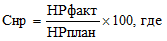 Снр = НРфакт / НРплан × 100, где